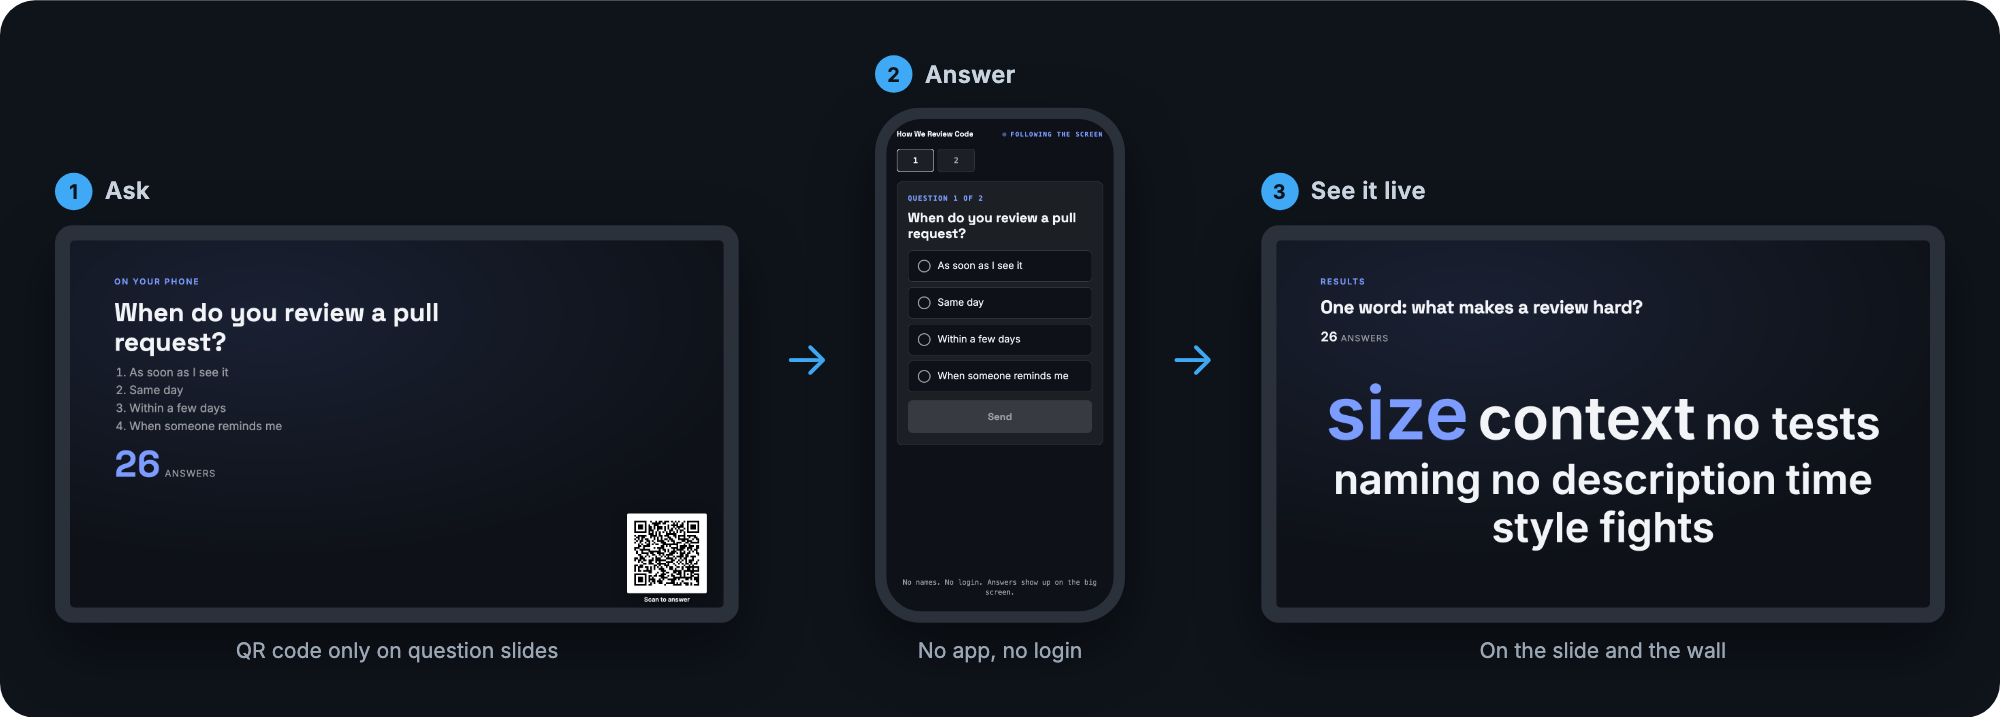 1 Ask
ON YOUR PHONE
When do you review a pull
request?
1. As soon as I see it
2. Same day
3. Within a few days
4. When someone reminds me
26 ANSWERS
Scan to answer
QR code only on question slides
2 Answer
How We Review Code
FOLLOWING THE SCREEN
1 2
QUESTION 1 OF 2
When do you review a pull
request?
As soon as I see it
Same day
Within a few days
When someone reminds me
Send
No names. No login. Answers show up on the big
screen.
No app, no login
3 See it live
RESULTS
One word: what makes a review hard?
26 ANSWERS
size context no tests
naming no description time
style fights
On the slide and the wall